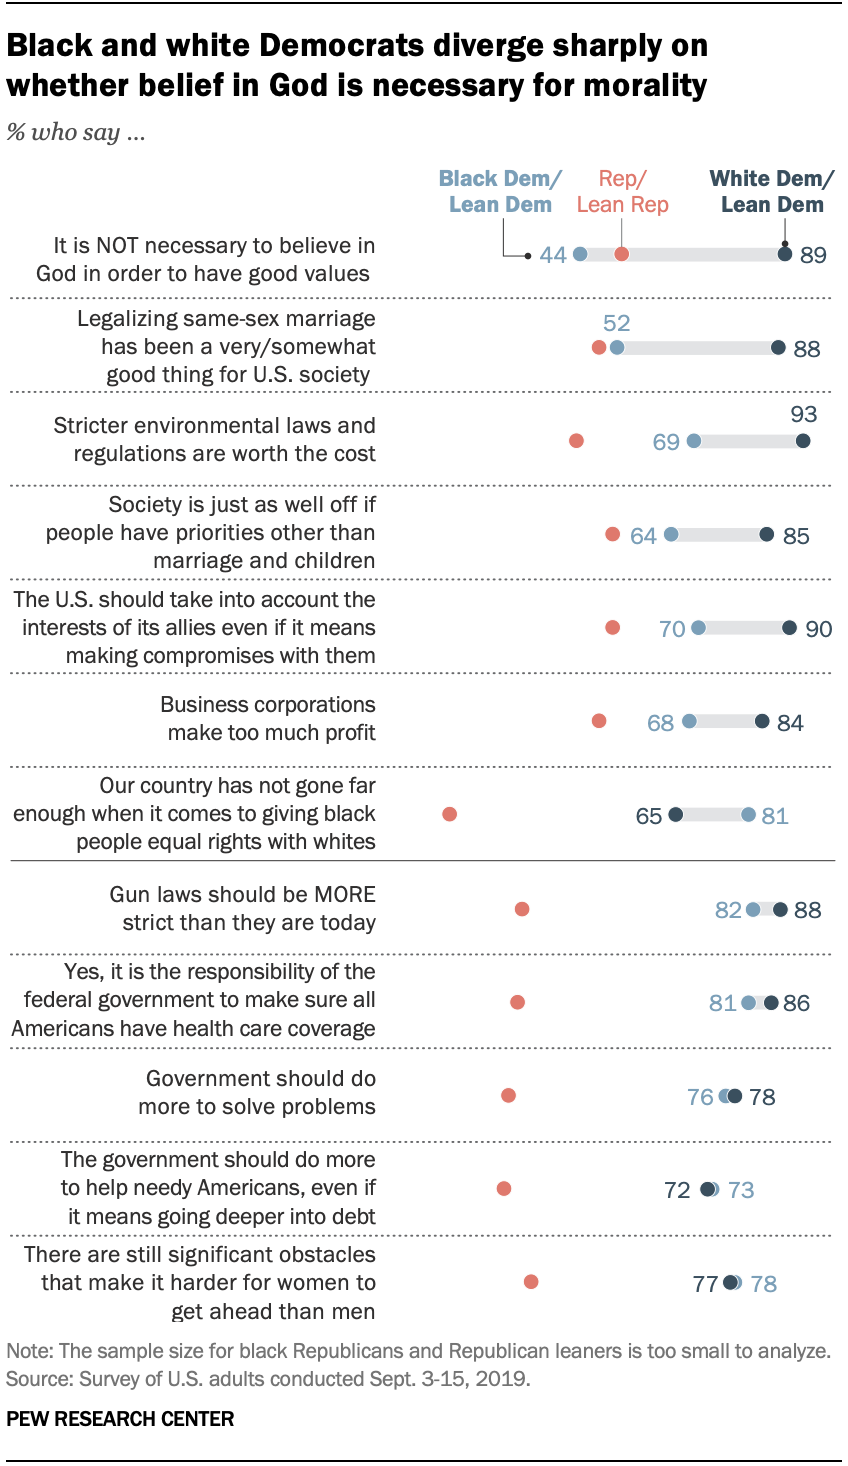 Black and white Democrats diverge sharply on
whether belief in God is necessary for morality
% who say ...
Black Dem/
Lean Dem
Rep/
Lean Rep
White Dem/
Lean Dem
It is NOT necessary to believe in
God in order to have good values
44
89
Legalizing same-sex marriage
has been a very/somewhat
good thing for U.S. society
52
88
Stricter environmental laws and
regulations are worth the cost
69
93
Society is just as well off if
people have priorities other than
marriage and children
64
85
The U.S. should take into account the
interests of its allies even if it means
making compromises with them
70
90
Business corporations
make too much profit
68
84
Our country has not gone far
enough when it comes to giving black
people equal rights with whites
65
81
Gun laws should be MORE
strict than they are today
82
88
Yes, it is the responsibility of the
federal government to make sure all
Americans have health care coverage
81
86
Government should do
more to solve problems
76
78
The government should do more
to help needy Americans, even if
it means going deeper into debt
72
73
There are still significant obstacles
that make it harder for women to
get ahead than men
77
78
Note: The sample size for black Republicans and Republican leaners is too small to analyze.
Source: Survey of U.S. adults conducted Sept. 3-15, 2019.
PEW RESEARCH CENTER